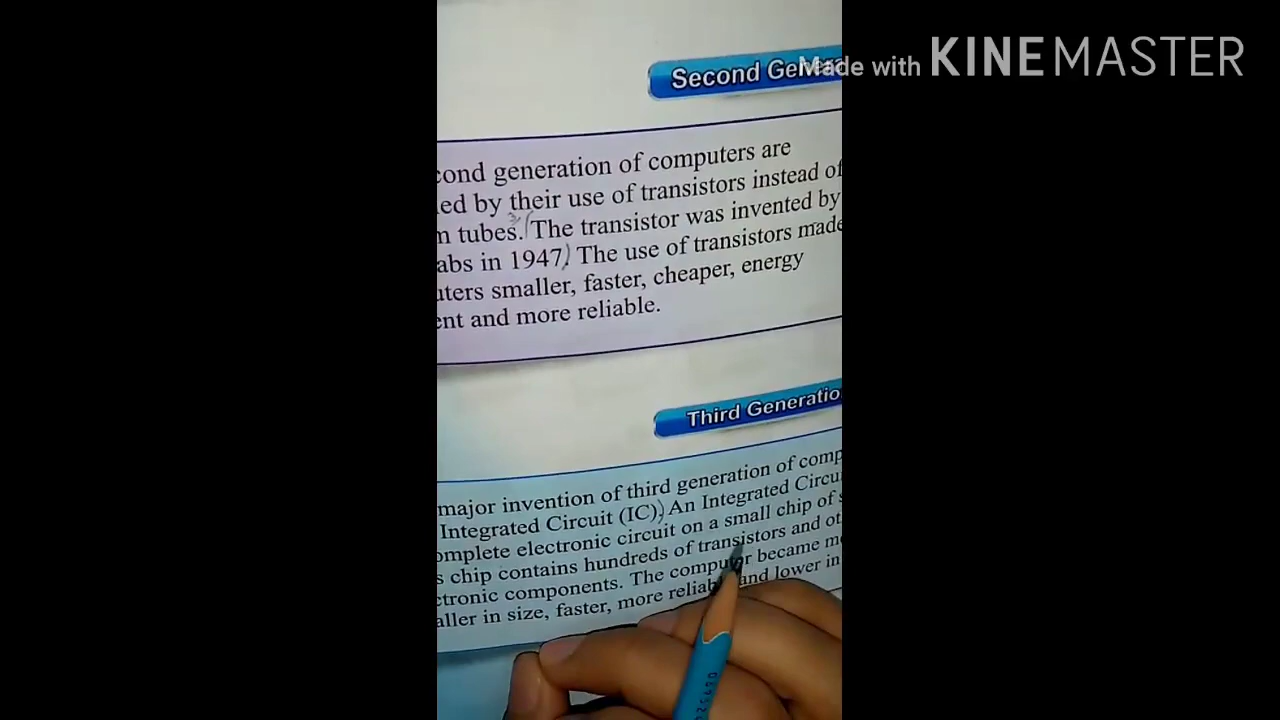 Made with KINEMASTER
Second Gene
cond generation of computers are
ed by their use of transistors instead of
m tubes. (The transistor was invented by
abs in 1947.) The use of transistors made
uters smaller, faster, cheaper, energy
ent and more reliable.
Third Generatio
major invention of third generation of comp
Integrated Circuit (IC).) An Integrated Circu
omplete electronic circuit on a small chip of s
s chip contains hundreds of transistors and ot
ctronic components. The computer became m
aller in size, faster, more reliab and lower in